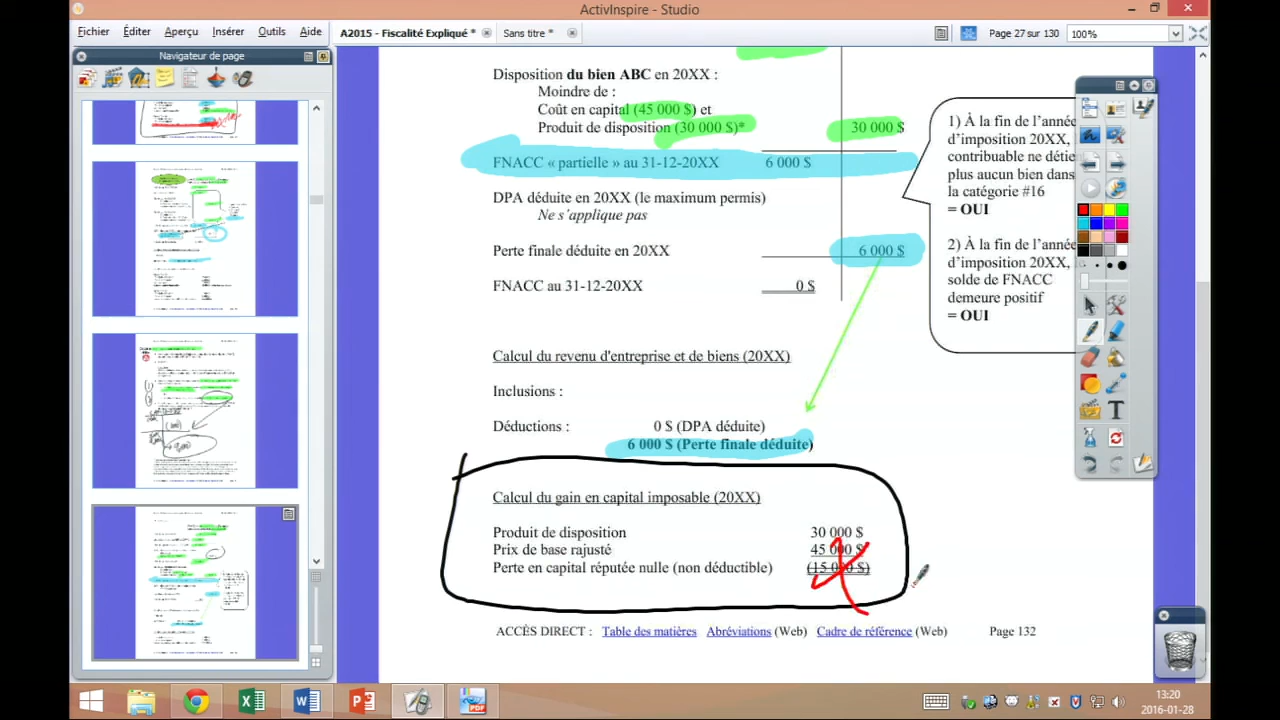 ActivInspire - Studio
Fichier Éditer Aperçu Insérer Outils Aide
A2015 - Fiscalité Expliqué *
Sans titre *
Page 27 sur 130
100%
Navigateur de page
Disposition du bien ABC en 20XX :
Moindre de :
Coût en capital (45 000 $) et
Produit de disposition (30 000 $)* 30 000 $
FNACC « partielle » au 31-12-20XX 6 000 $
DPA déduite en 20XX (le maximum permis)
Ne s'applique pas
Perte finale déduite en 20XX 6 000 $
FNACC au 31-12-20XX 0 $
Calcul du revenu d'entreprise et de biens (20XX)
Inclusions :
Déductions : 0 $ (DPA déduite)
6 000 $ (Perte finale déduite)
Calcul du gain en capital imposable (20XX)
Produit de disposition 30 000 $
Prix de base rajusté 45 000 $
Perte en capital réputée nulle (non déductible) (15 000 $)
ACCÈS DIRECT : Table des matières Abréviations (Web) Cadre de référence (Web) Page 132
1) À la fin de l'année
d'imposition 20XX,
contribuable ne détie
plus aucun bien dans
la catégorie #16
= OUI
2) À la fin de l'année
d'imposition 20XX,
solde de FNACC
demeure positif
= OUI
13:20
2016-01-28